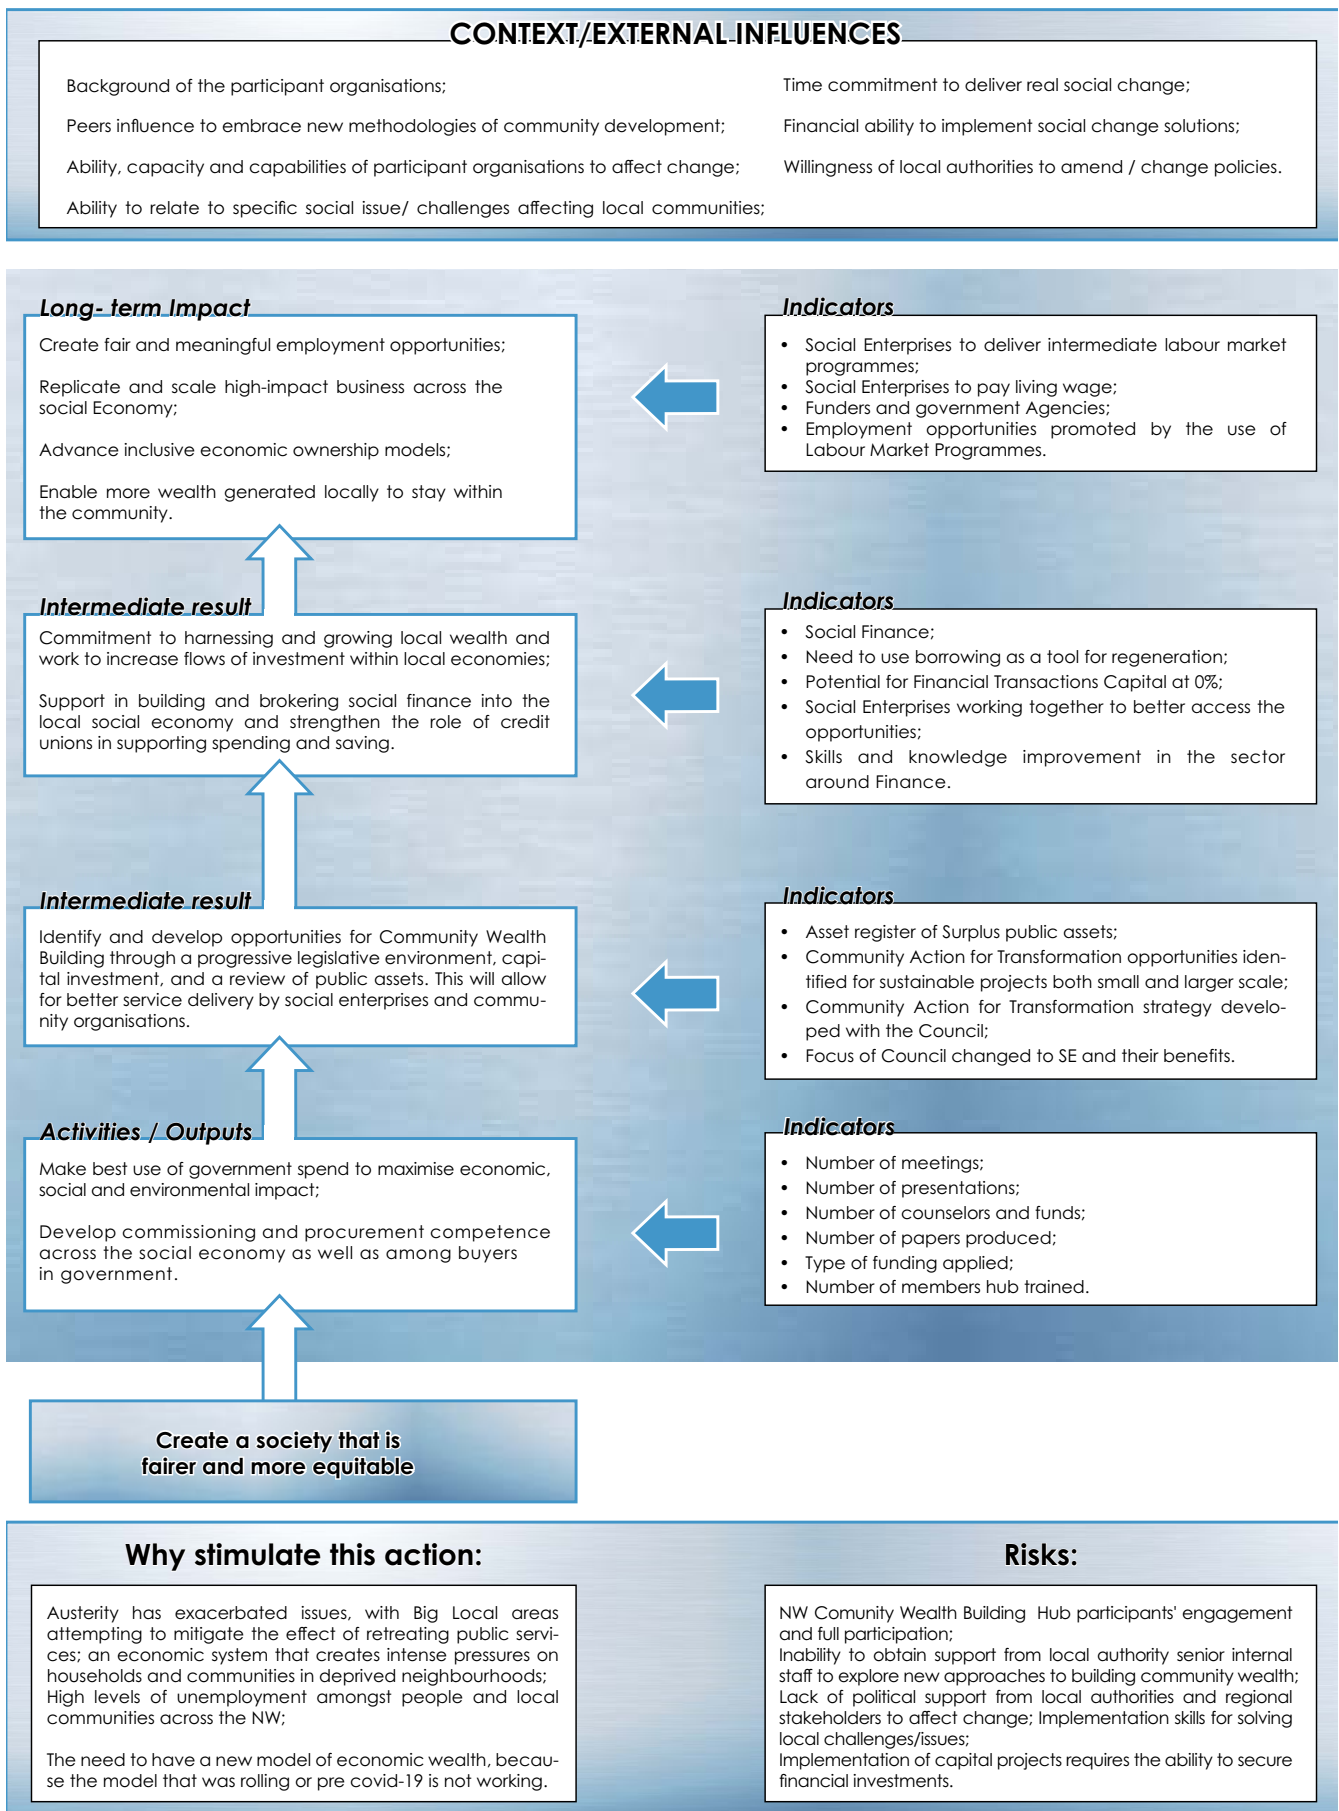 CONTEXT/EXTERNAL INFLUENCES
Background of the participant organisations;
Peers influence to embrace new methodologies of community development;
Ability, capacity and capabilities of participant organisations to affect change;
Ability to relate to specific social issue/ challenges affecting local communities;
Time commitment to deliver real social change;
Financial ability to implement social change solutions;
Willingness of local authorities to amend / change policies.
Long- term Impact
Create fair and meaningful employment opportunities;
Replicate and scale high-impact business across the
social Economy;
Advance inclusive economic ownership models;
Enable more wealth generated locally to stay within
the community.
Indicators
• Social Enterprises to deliver intermediate labour market
programmes;
• Social Enterprises to pay living wage;
• Funders and government Agencies;
• Employment opportunities promoted by the use of
Labour Market Programmes.
Intermediate result
Commitment to harnessing and growing local wealth and
work to increase flows of investment within local economies;
Support in building and brokering social finance into the
local social economy and strengthen the role of credit
unions in supporting spending and saving.
Indicators
• Social Finance;
• Need to use borrowing as a tool for regeneration;
• Potential for Financial Transactions Capital at 0%;
• Social Enterprises working together to better access the
opportunities;
• Skills and knowledge improvement in the sector
around Finance.
Intermediate result
Identify and develop opportunities for Community Wealth
Building through a progressive legislative environment, capi-
tal investment, and a review of public assets. This will allow
for better service delivery by social enterprises and commu-
nity organisations.
Indicators
• Asset register of Surplus public assets;
• Community Action for Transformation opportunities iden-
tified for sustainable projects both small and larger scale;
• Community Action for Transformation strategy develo-
ped with the Council;
• Focus of Council changed to SE and their benefits.
Activities / Outputs
Make best use of government spend to maximise economic,
social and environmental impact;
Develop commissioning and procurement competence
across the social economy as well as among buyers
in government.
Indicators
• Number of meetings;
• Number of presentations;
• Number of counselors and funds;
• Number of papers produced;
• Type of funding applied;
• Number of members hub trained.
Create a society that is
fairer and more equitable
Why stimulate this action:
Austerity has exacerbated issues, with Big Local areas
attempting to mitigate the effect of retreating public servi-
ces; an economic system that creates intense pressures on
households and communities in deprived neighbourhoods;
High levels of unemployment amongst people and local
communities across the NW;
The need to have a new model of economic wealth, becau-
se the model that was rolling or pre covid-19 is not working.
Risks:
NW Comunity Wealth Building Hub participants' engagement
and full participation;
Inability to obtain support from local authority senior internal
staff to explore new approaches to building community wealth;
Lack of political support from local authorities and regional
stakeholders to affect change; Implementation skills for solving
local challenges/issues;
Implementation of capital projects requires the ability to secure
financial investments.